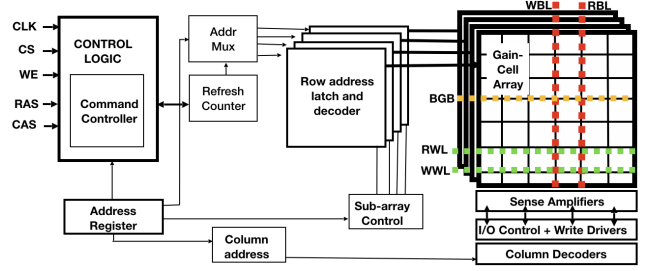 WBL
RBL
CLK
CS
WE
RAS
CAS
CONTROL
LOGIC
Command
Controller
Addr
Mux
Refresh
Counter
Row address
latch and
decoder
Gain-
Cell
Array
BGB
RWL
WWL
Address
Register
Sub-array
Control
Column
address
Sense Amplifiers
I/O Control + Write Drivers
Column Decoders